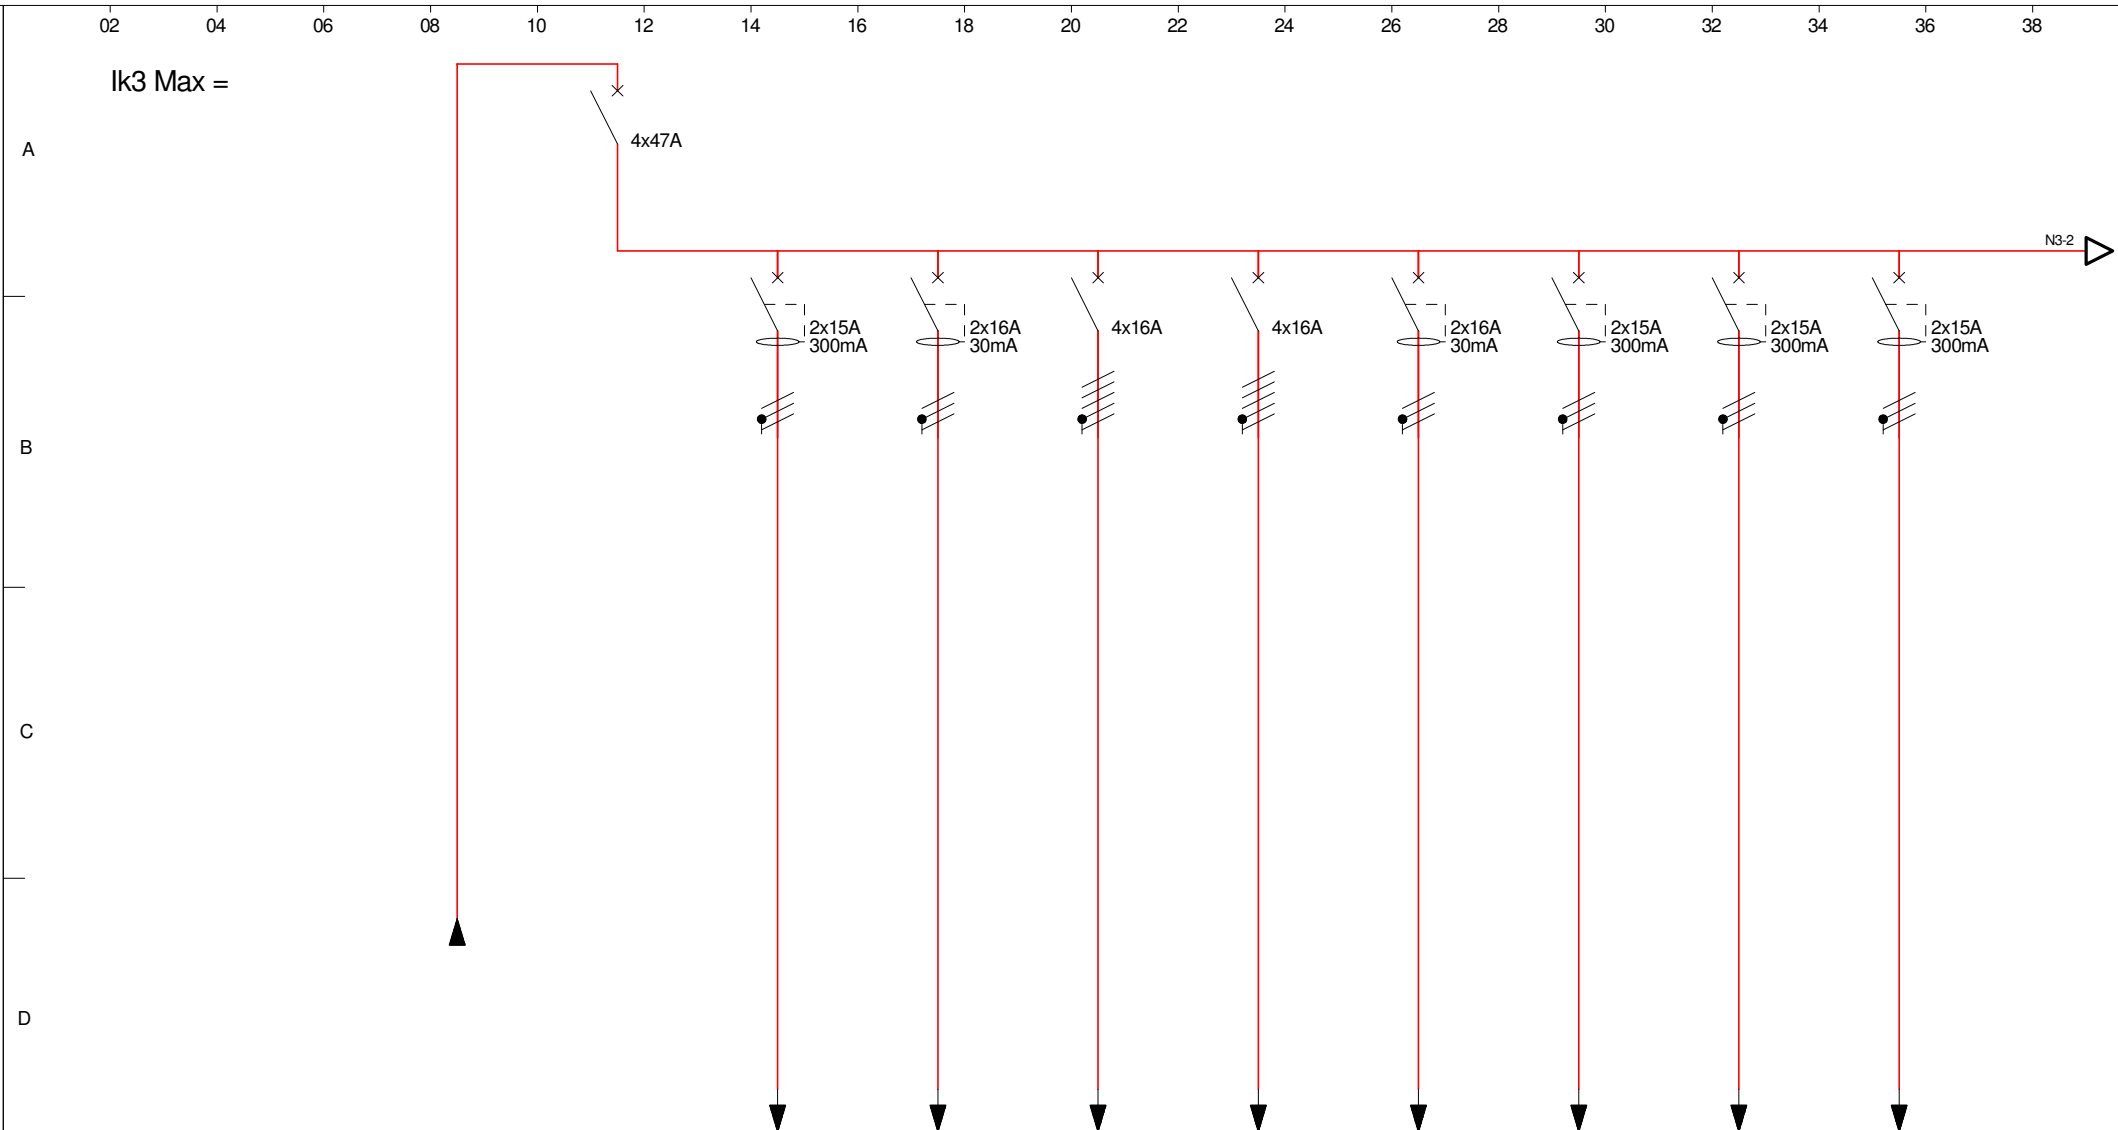 02 04 06 08 10 12 14 16 18 20 22 24 26 28 30 32 34 36 38
Ik3 Max =
A
4x47A
N3-2
2x15A
300mA
2x16A
30mA
4x16A
4x16A
2x16A
30mA
2x15A
300mA
2x15A
300mA
2x15A
300mA
B
C
D